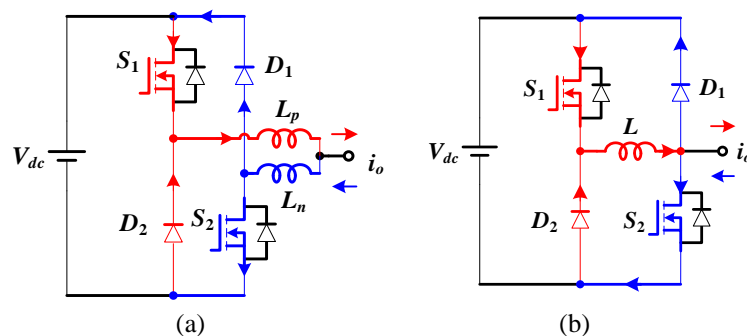 S1
D1
Lp
Vdc
io
Ln
D2
S2
(a)
S1
D1
L
Vdc
io
D2
S2
(b)